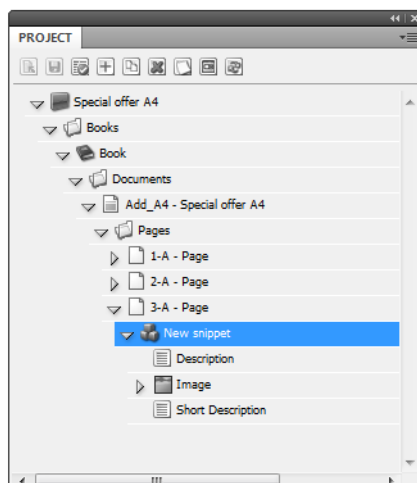 PROJECT
Special offer A4
Books
Book
Documents
Add_A4 - Special offer A4
Pages
1-A - Page
2-A - Page
3-A - Page
New snippet
Description
Image
Short Description